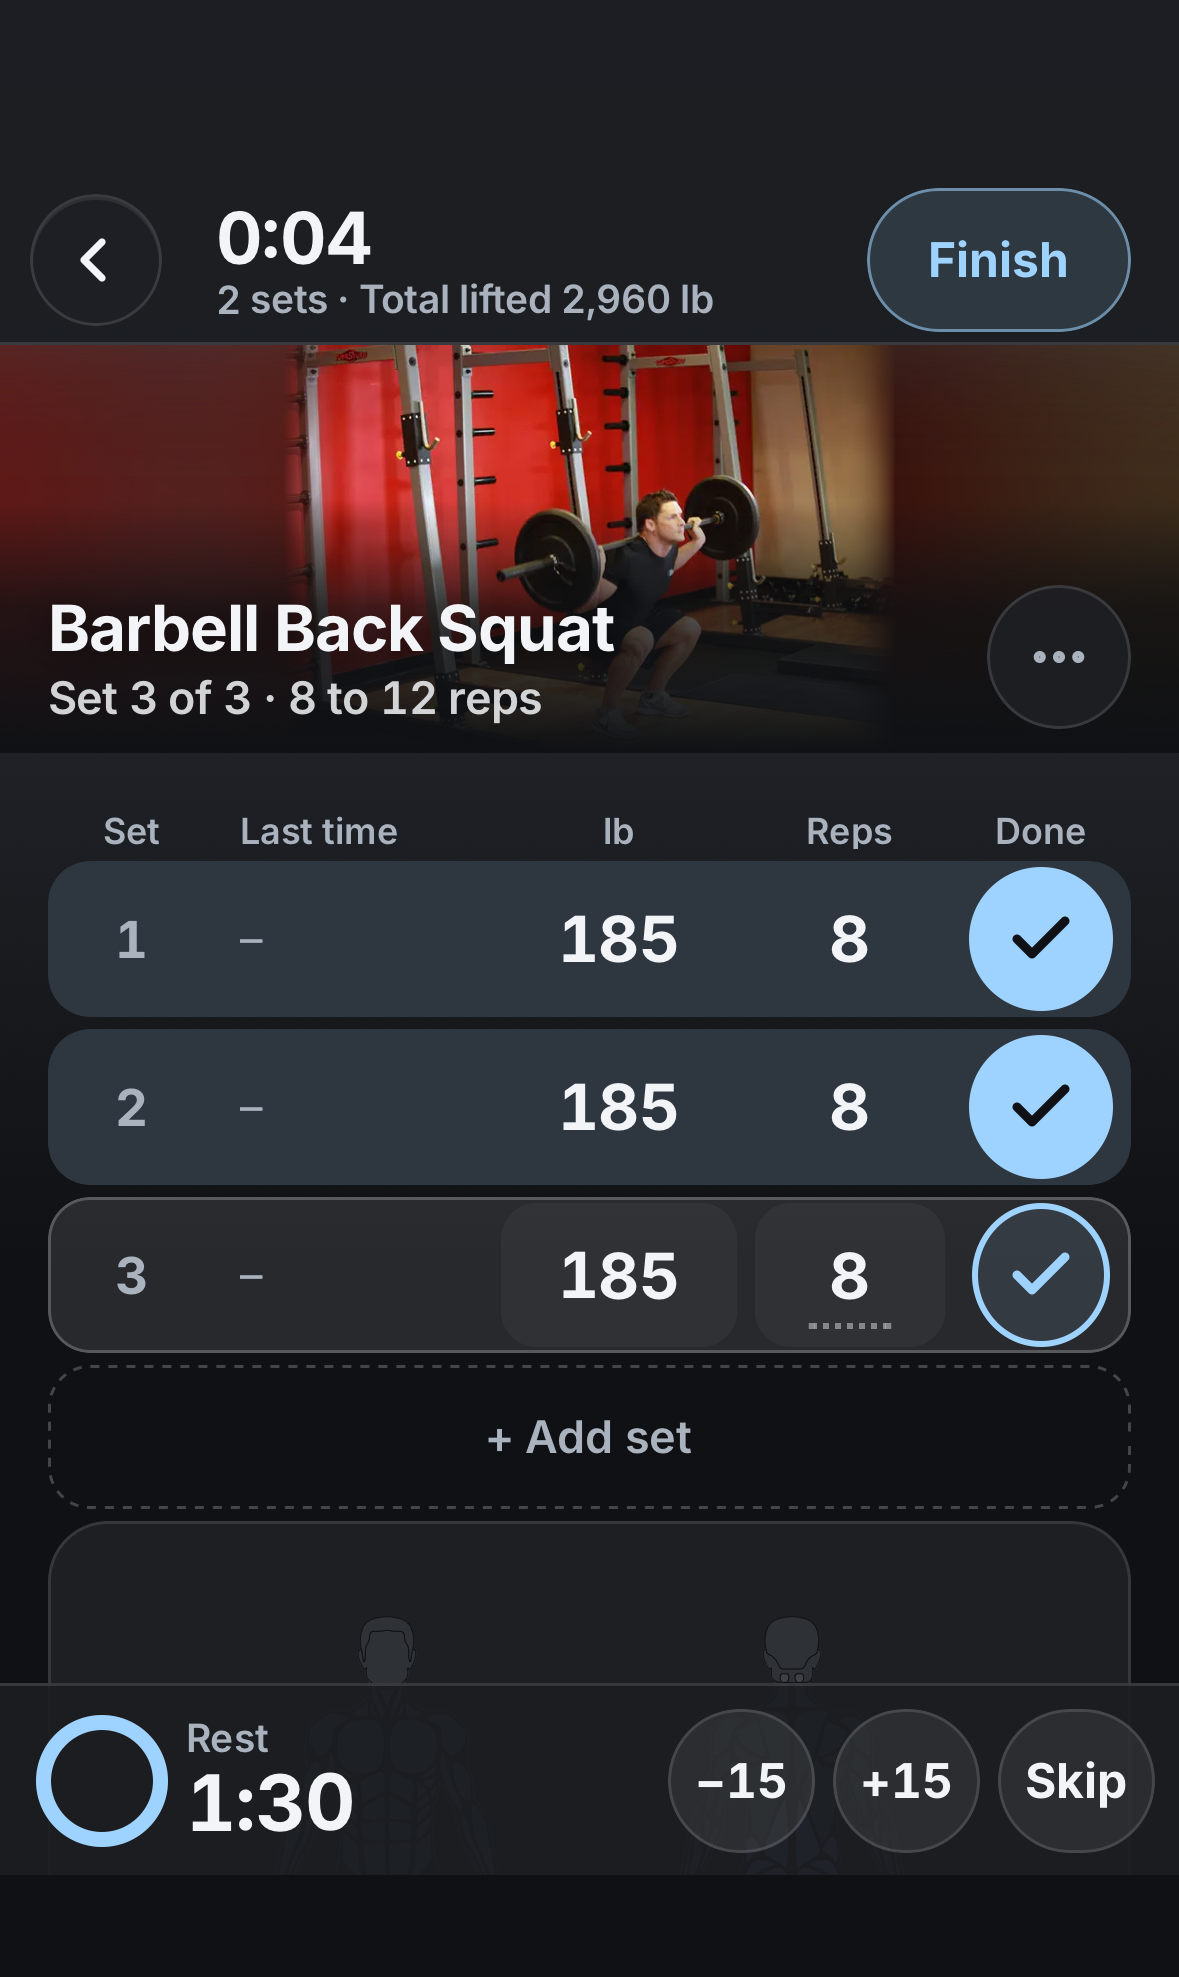 0:04
2 sets · Total lifted 2,960 lb
Finish
Barbell Back Squat
Set 3 of 3 · 8 to 12 reps
Set Last time lb Reps Done
1 – 185 8
2 – 185 8
3 – 185 8
+ Add set
Rest
1:30
–15 +15 Skip